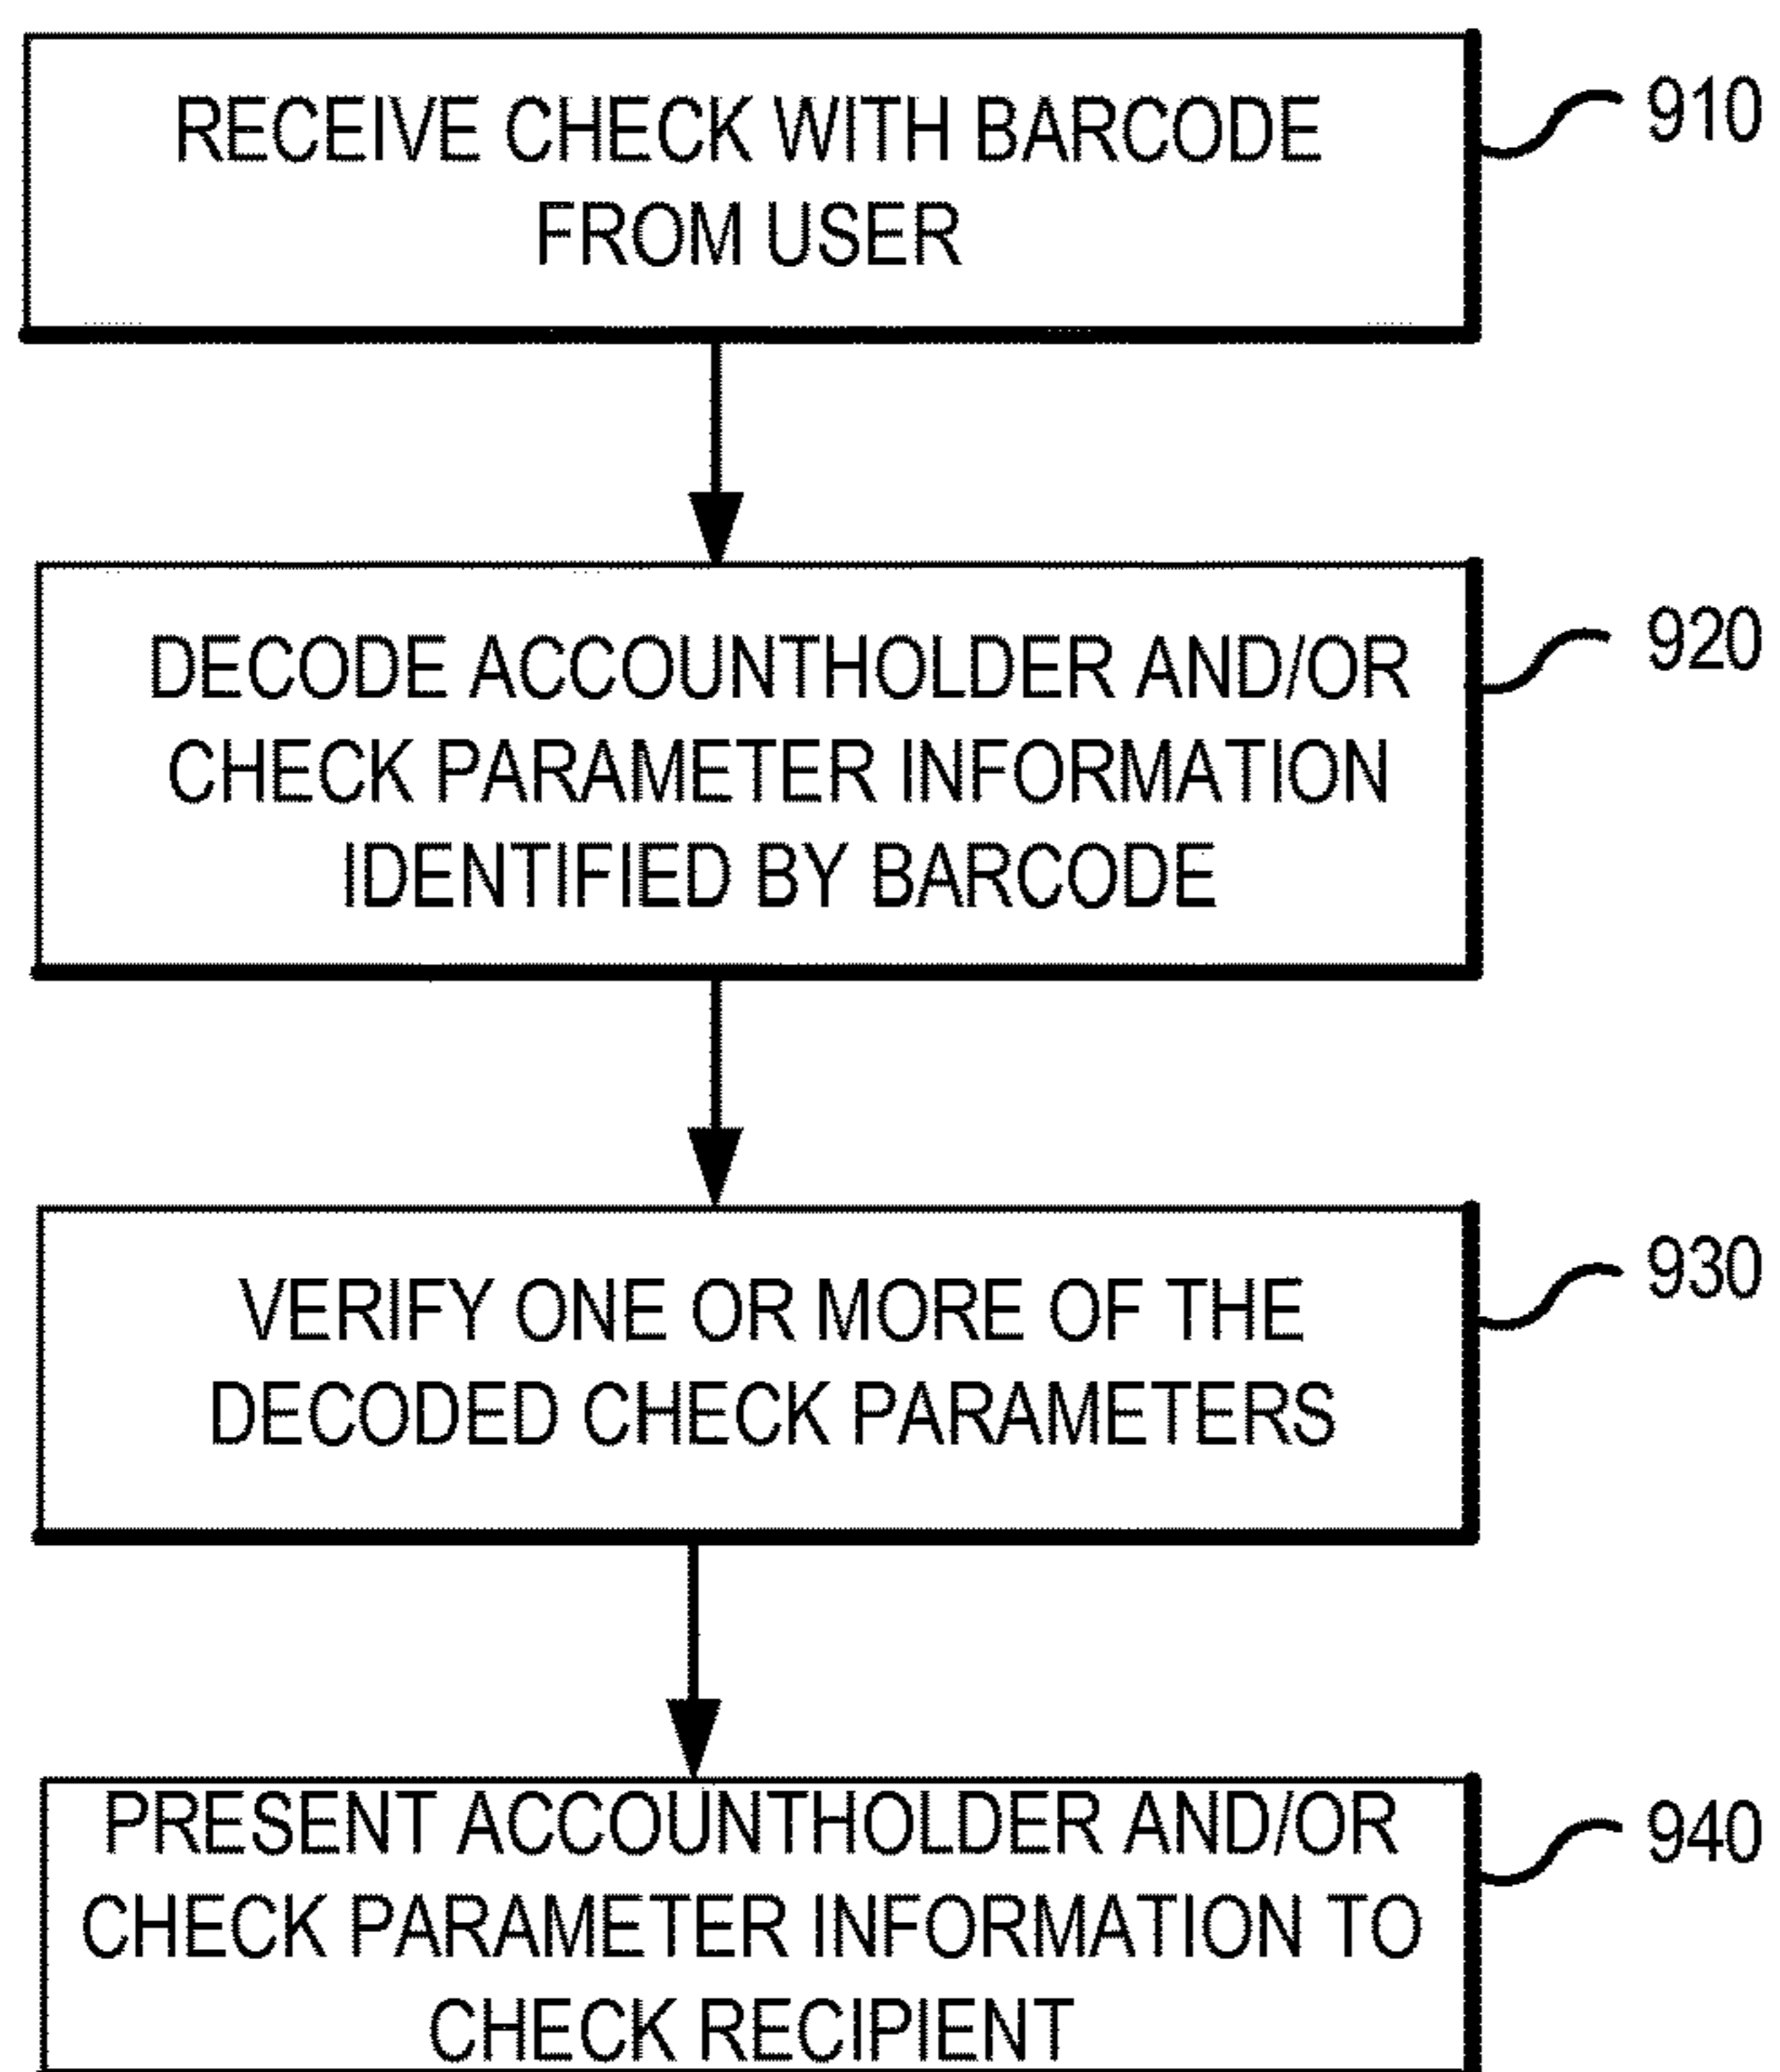 RECEIVE CHECK WITH BARCODE
FROM USER
910
DECODE ACCOUNTHOLDER AND/OR
CHECK PARAMETER INFORMATION
IDENTIFIED BY BARCODE
920
VERIFY ONE OR MORE OF THE
DECODED CHECK PARAMETERS
930
PRESENT ACCOUNTHOLDER AND/OR
CHECK PARAMETER INFORMATION TO
CHECK RECIPIENT
940